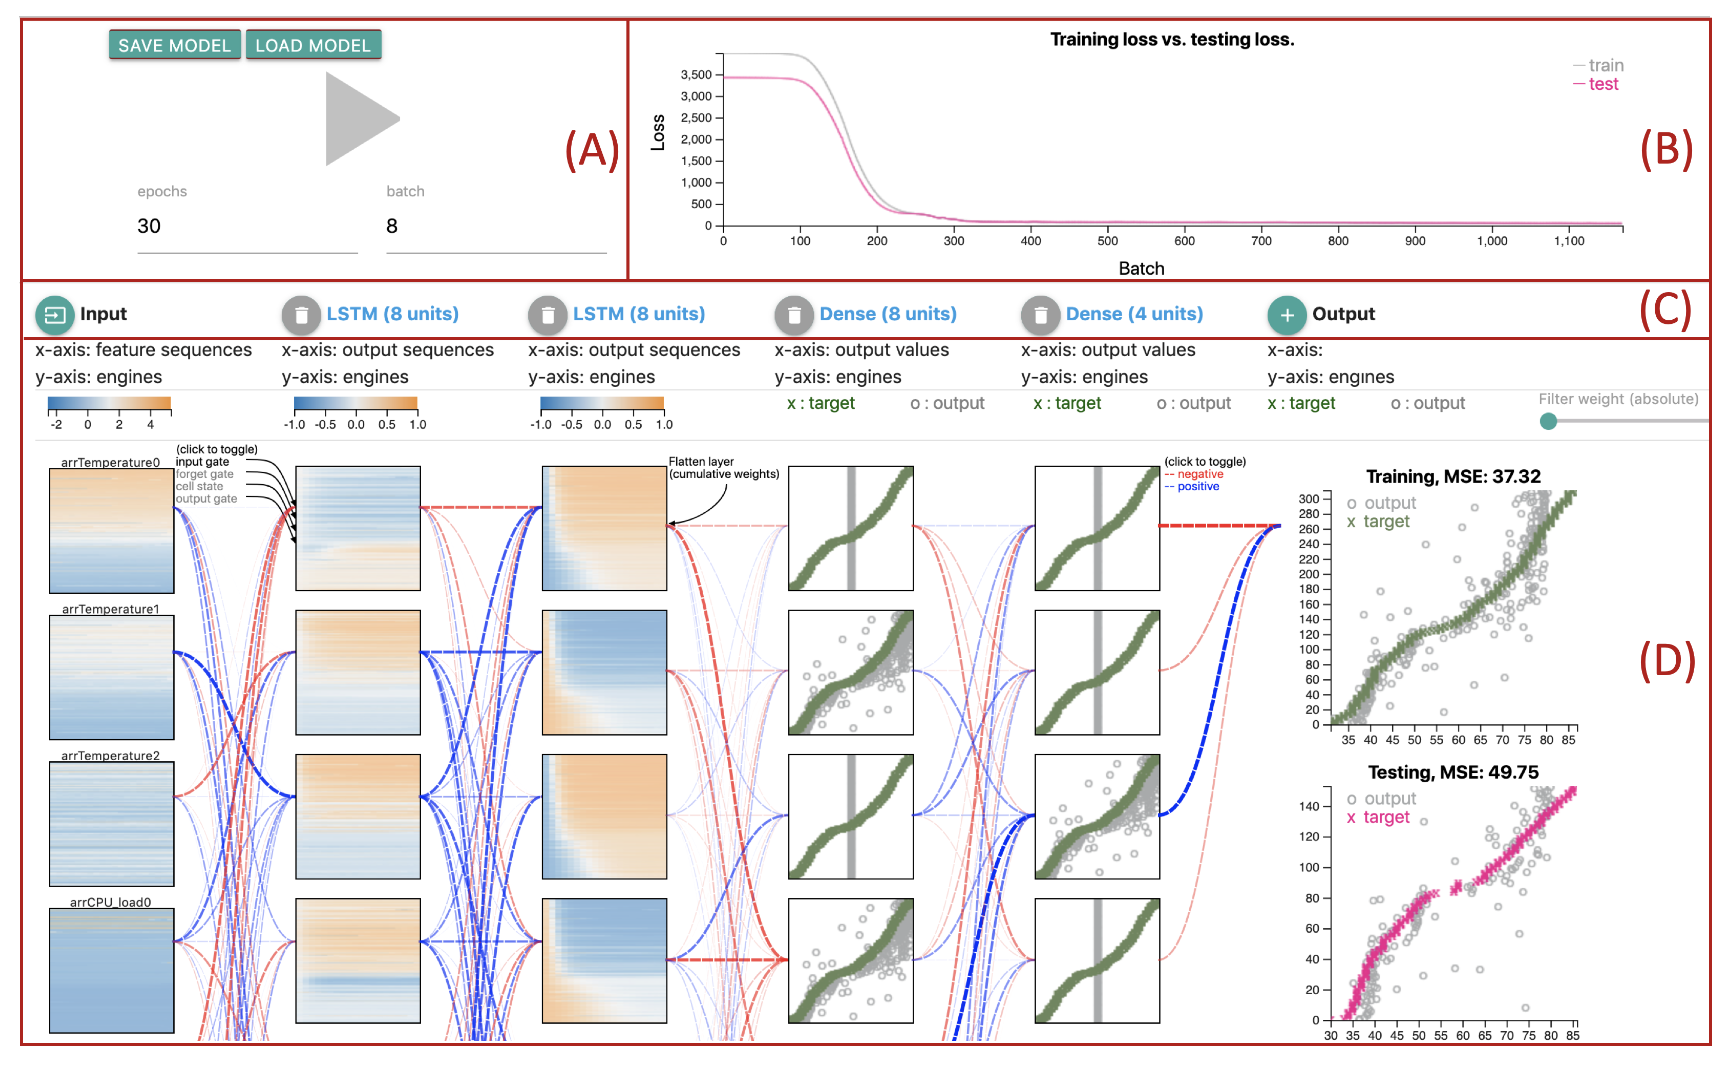 SAVE MODEL LOAD MODEL
epochs batch
30 8
(A)
Training loss vs. testing loss.
train
test
Loss
3,500
3,000
2,500
2,000
1,500
1,000
500
0
0 100 200 300 400 500 600 700 800 900 1,000 1,100
Batch
(B)
Input LSTM (8 units) LSTM (8 units) Dense (8 units) Dense (4 units) Output
(C)
x-axis: feature sequences x-axis: output sequences x-axis: output sequences x-axis: output values x-axis: output values x-axis:
y-axis: engines y-axis: engines y-axis: engines y-axis: engines y-axis: engines y-axis: engines
x : target o : output x : target o : output x : target o : output
Filter weight (absolute)
-2 0 2 4 -1.0 -0.5 0.0 0.5 1.0 -1.0 -0.5 0.0 0.5 1.0
arrTemperature0
(click to toggle)
input gate
forget gate
cell state
output gate
Flatten layer
(cumulative weights)
(click to toggle)
-- negative
-- positive
arrTemperature1
arrTemperature2
arrCPU_load0
Training, MSE: 37.32
o output
x target
300
280
260
240
220
200
180
160
140
120
100
80
60
40
20
0
35 40 45 50 55 60 65 70 75 80 85
Testing, MSE: 49.75
o output
x target
140
120
100
80
60
40
20
0
30 35 40 45 50 55 60 65 70 75 80 85
(D)